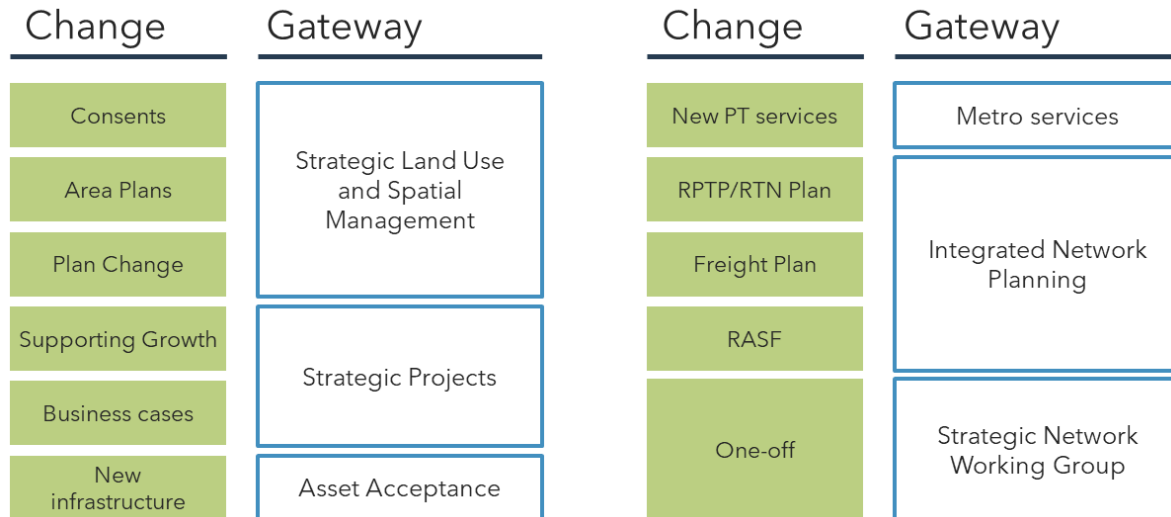 Change
Gateway
Consents
Area Plans
Plan Change
Supporting Growth
Business cases
New
infrastructure
Strategic Land Use
and Spatial
Management
Strategic Projects
Asset Acceptance
Change
Gateway
New PT services
RPTP/RTN Plan
Freight Plan
RASF
One-off
Metro services
Integrated Network
Planning
Strategic Network
Working Group